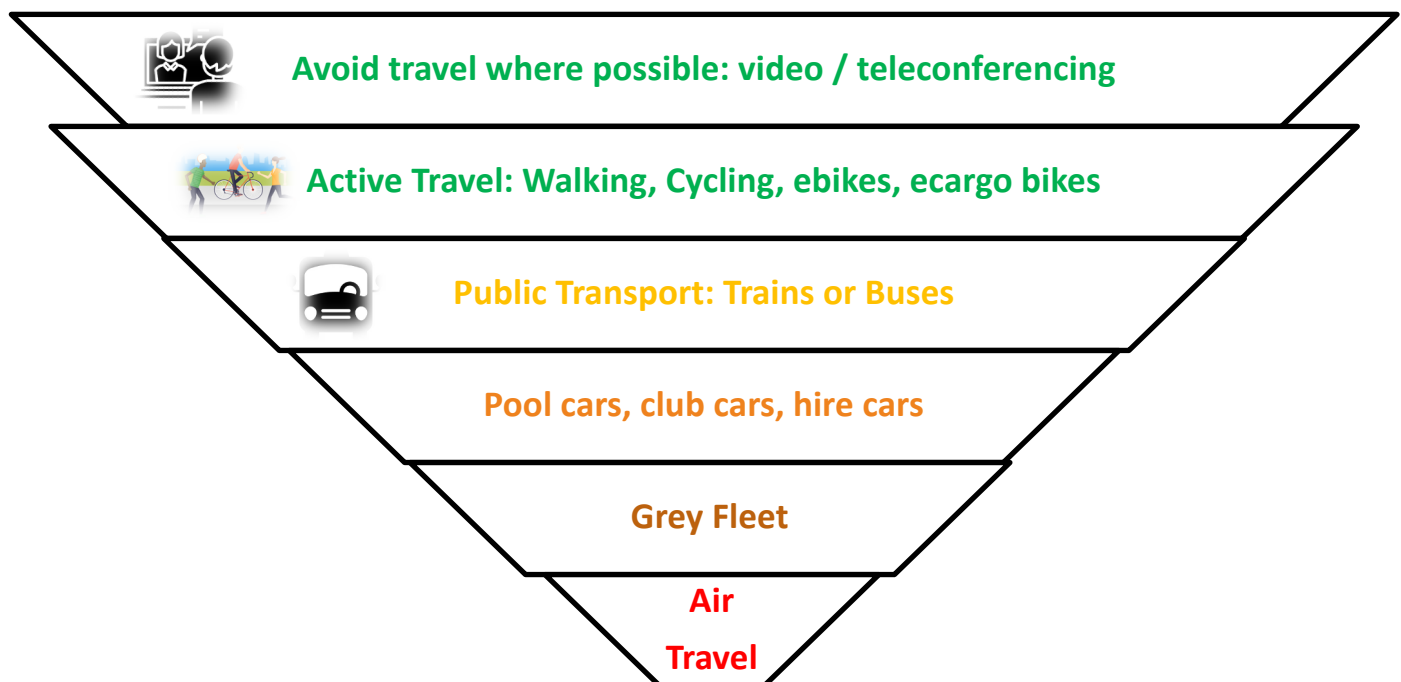 Avoid travel where possible: video / teleconferencing
Active Travel: Walking, Cycling, ebikes, ecargo bikes
Public Transport: Trains or Buses
Pool cars, club cars, hire cars
Grey Fleet
Air
Travel